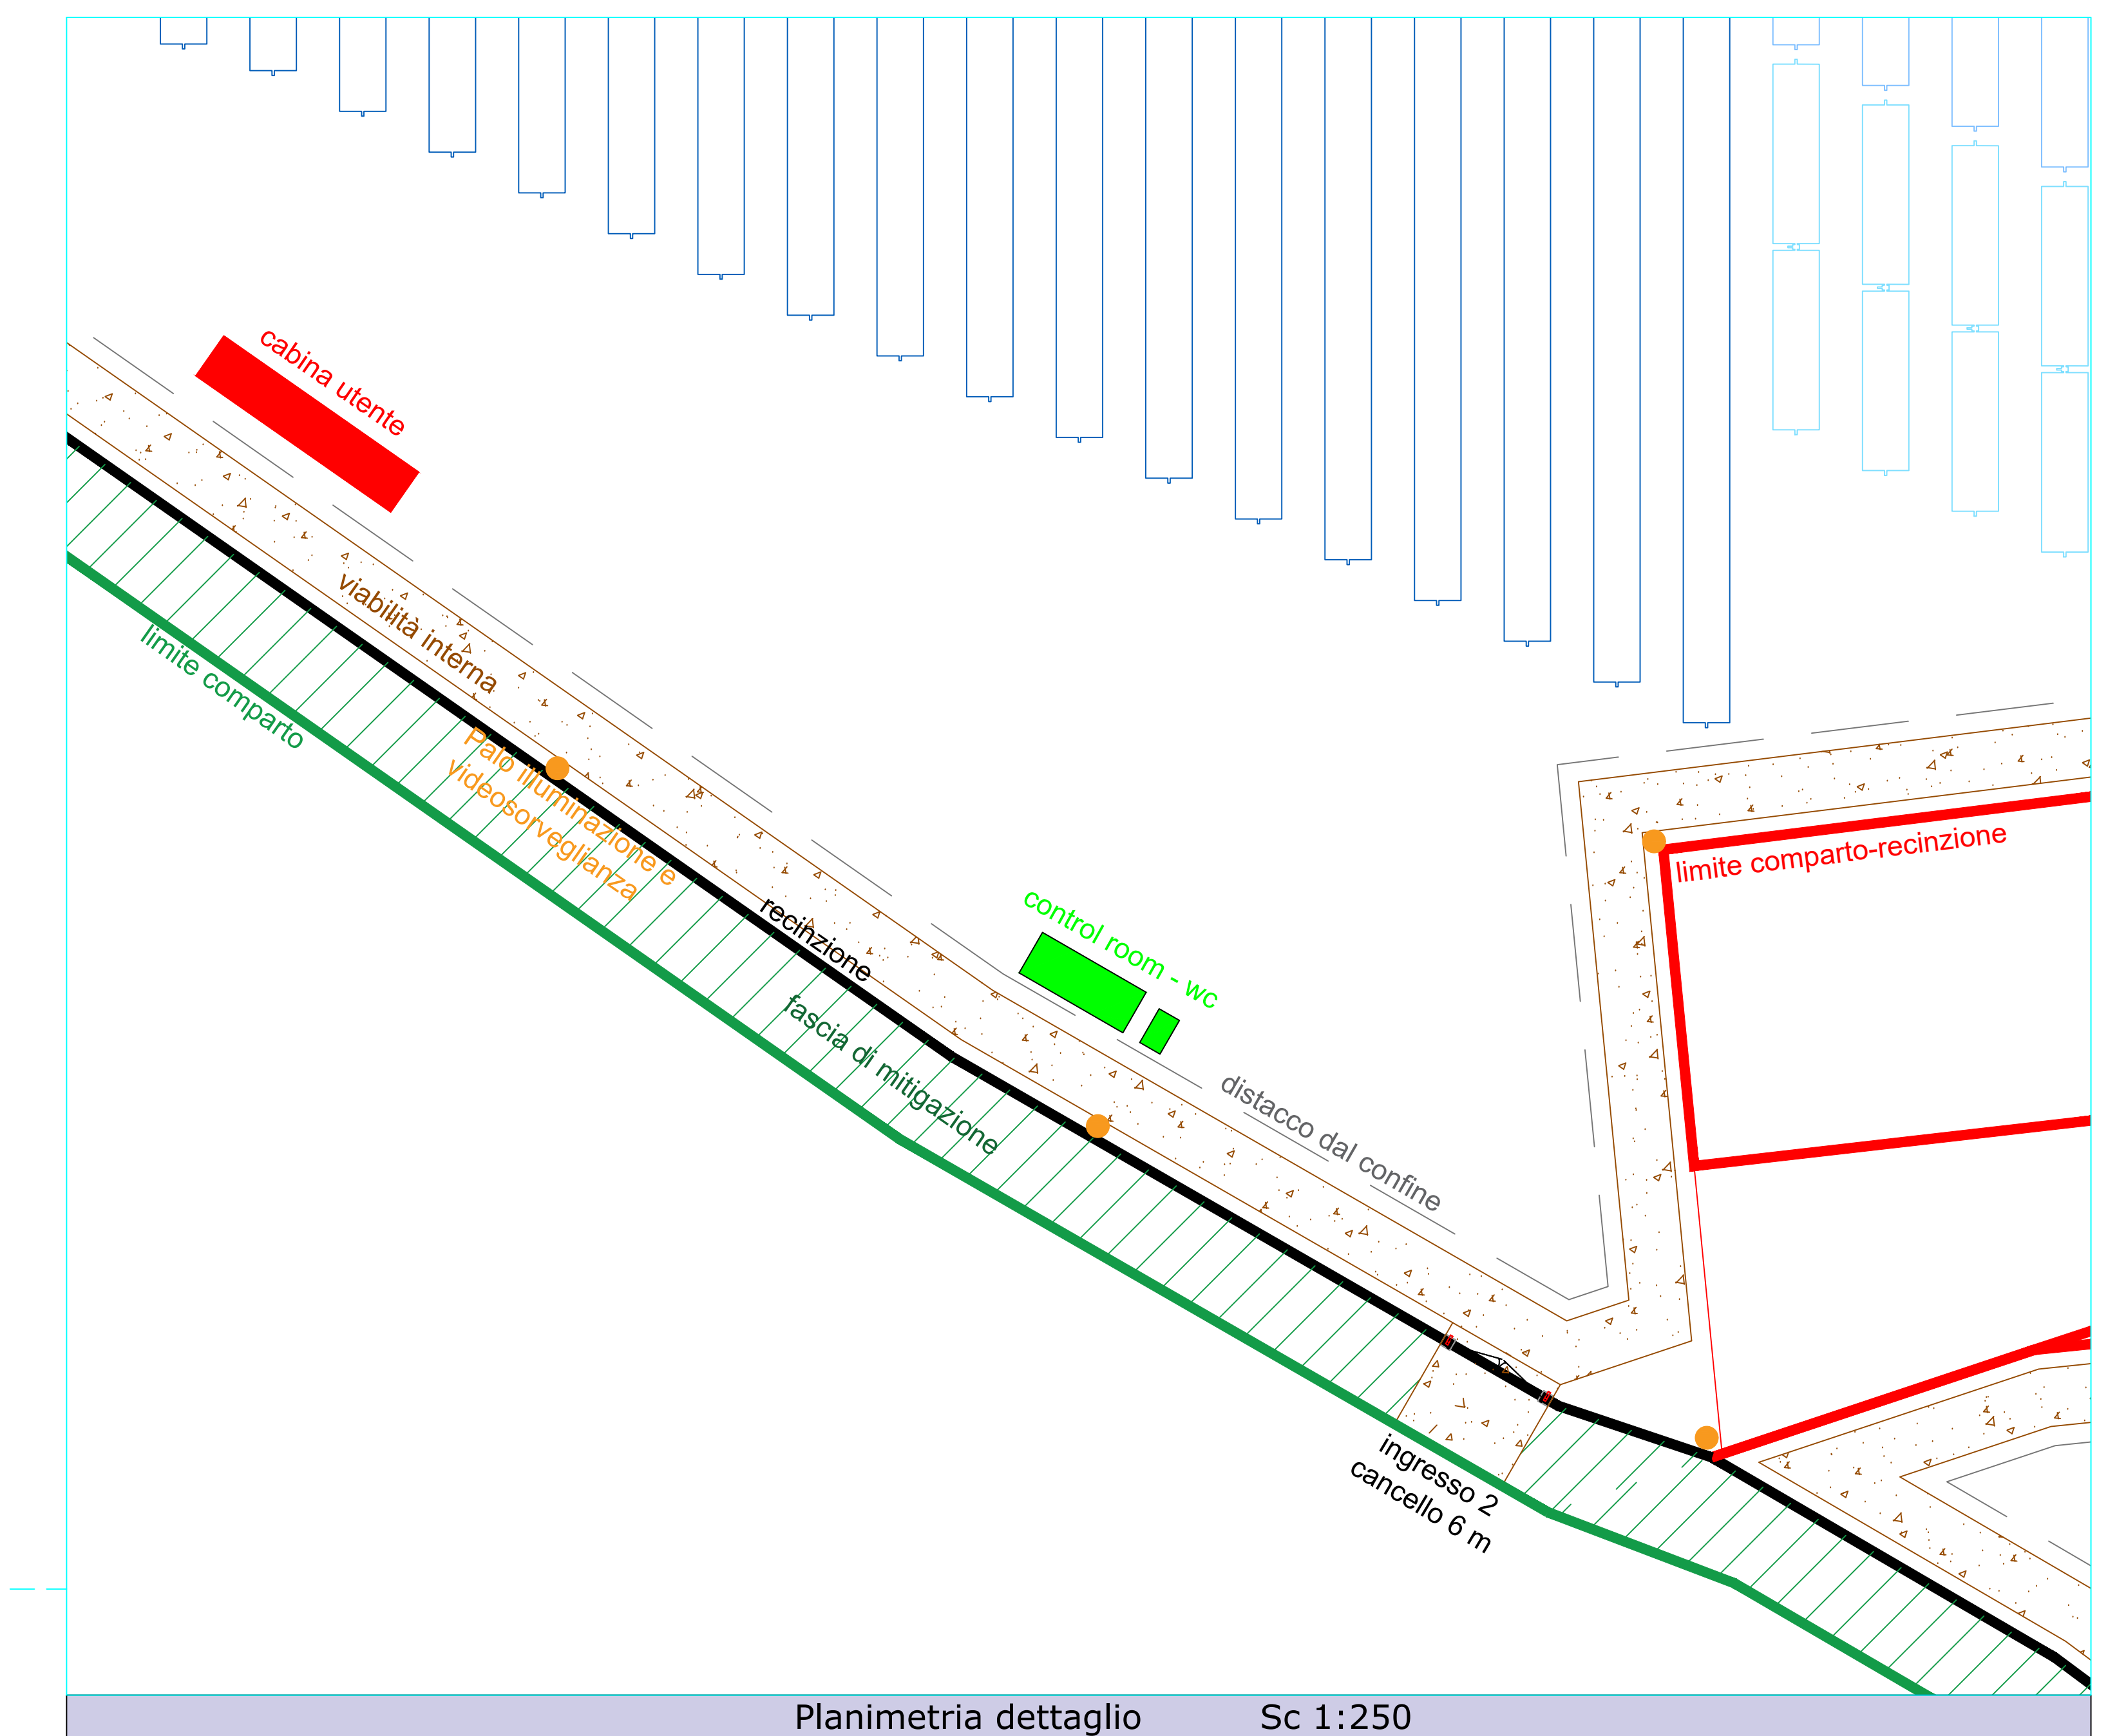 cabina utente
viabilità interna
limite comparto
Palo illuminazione e
videosorveglianza
recinzione
fascia di mitigazione
control room - wc
distacco dal confine
limite comparto-recinzione
ingresso 2
cancello 6 m
Planimetria dettaglio Sc 1:250